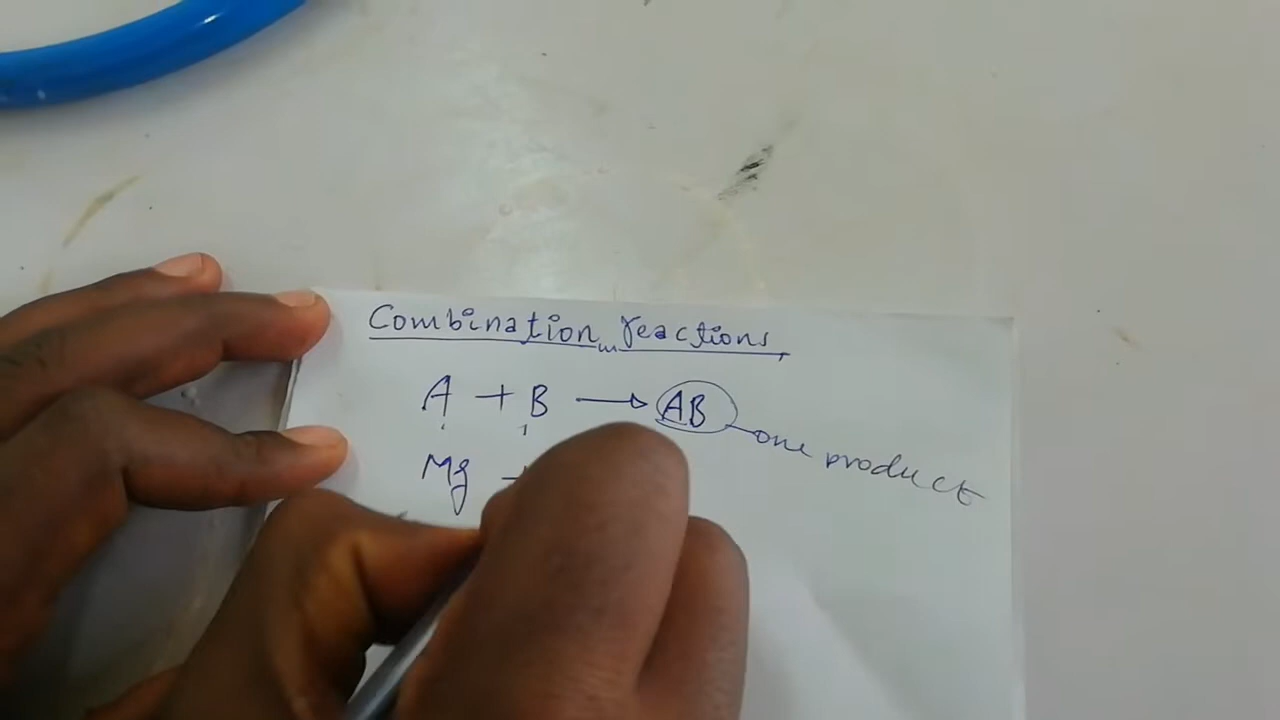 Combination reactions
A + B → AB one product
Mg +